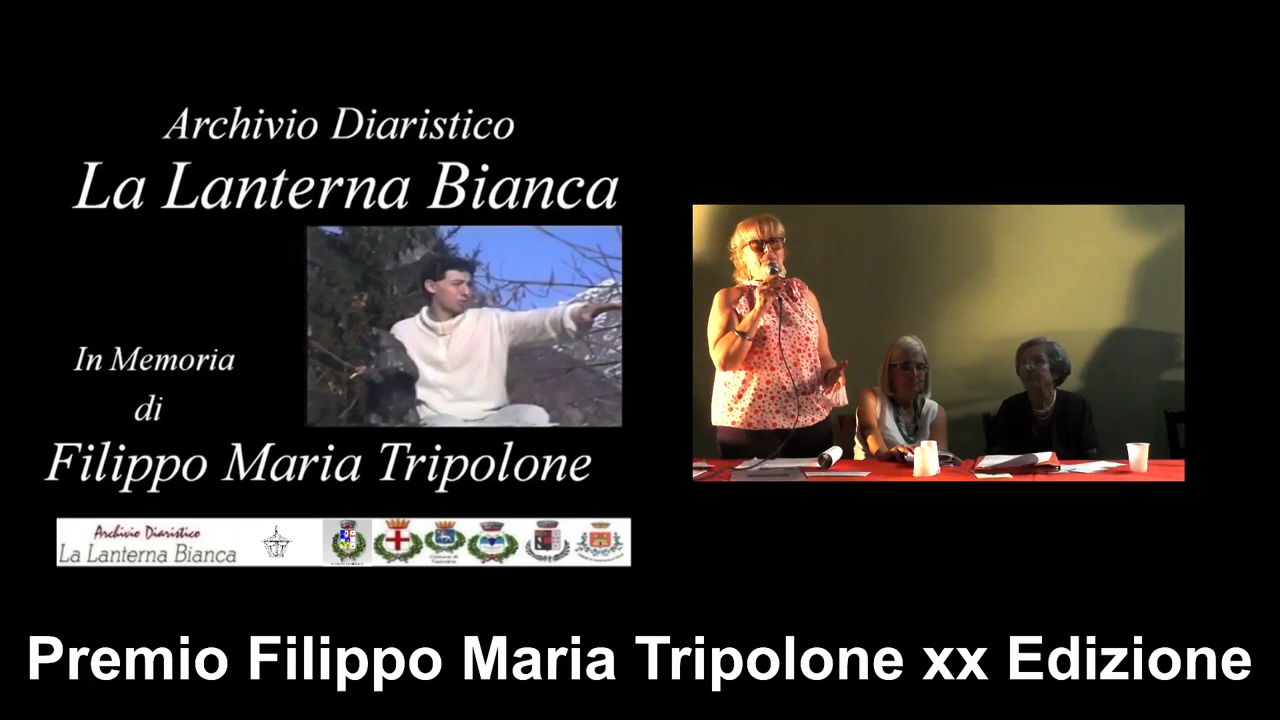 Archivio Diaristico
La Lanterna Bianca
In Memoria
di
Filippo Maria Tripolone
Archivio Diaristico
La Lanterna Bianca
Premio Filippo Maria Tripolone xx Edizione